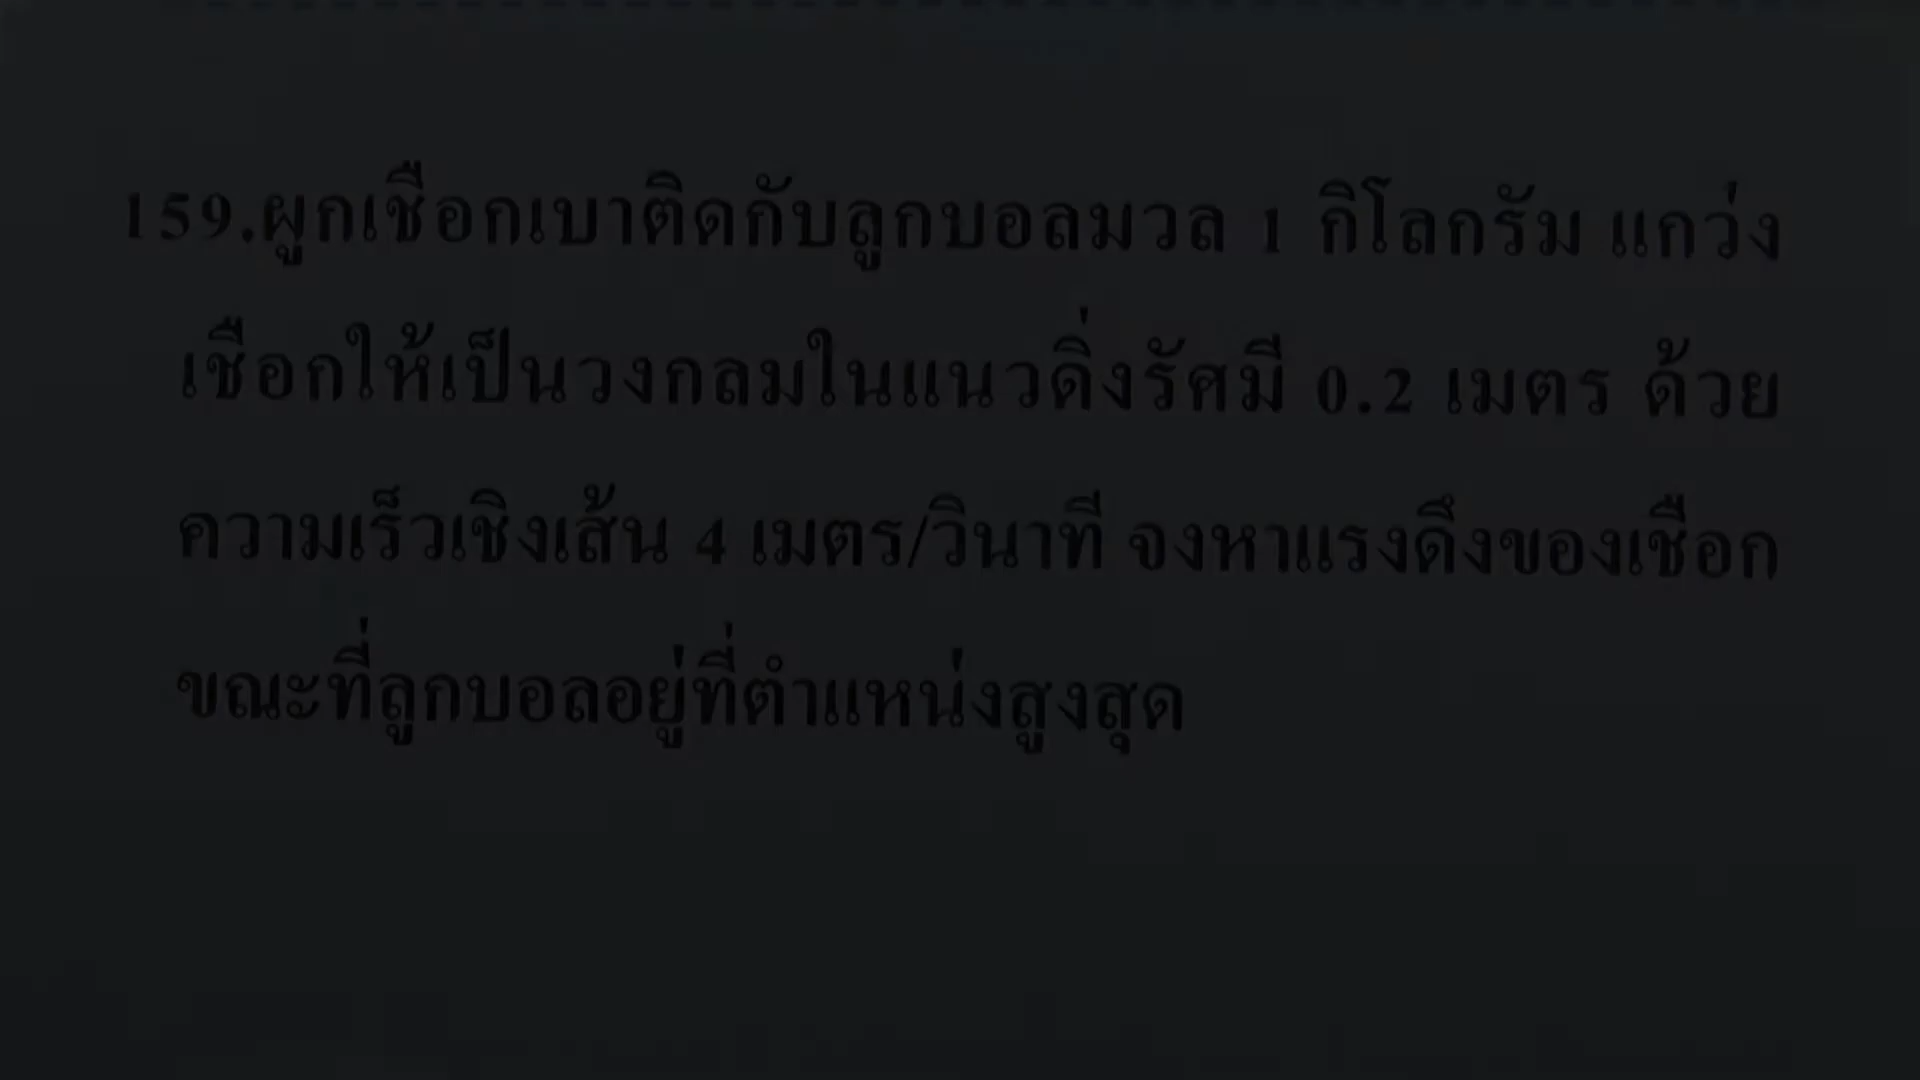 159.ผูกเชือกเบาติดกับลูกบอลมวล 1 กิโลกรัม แกว่ง
เชือกให้เป็นวงกลมในแนวดิ่งรัศมี 0.2 เมตร ด้วย
ความเร็วเชิงเส้น 4 เมตร/วินาที จงหาแรงดึงของเชือก
ขณะที่ลูกบอลอยู่ที่ตำแหน่งสูงสุด